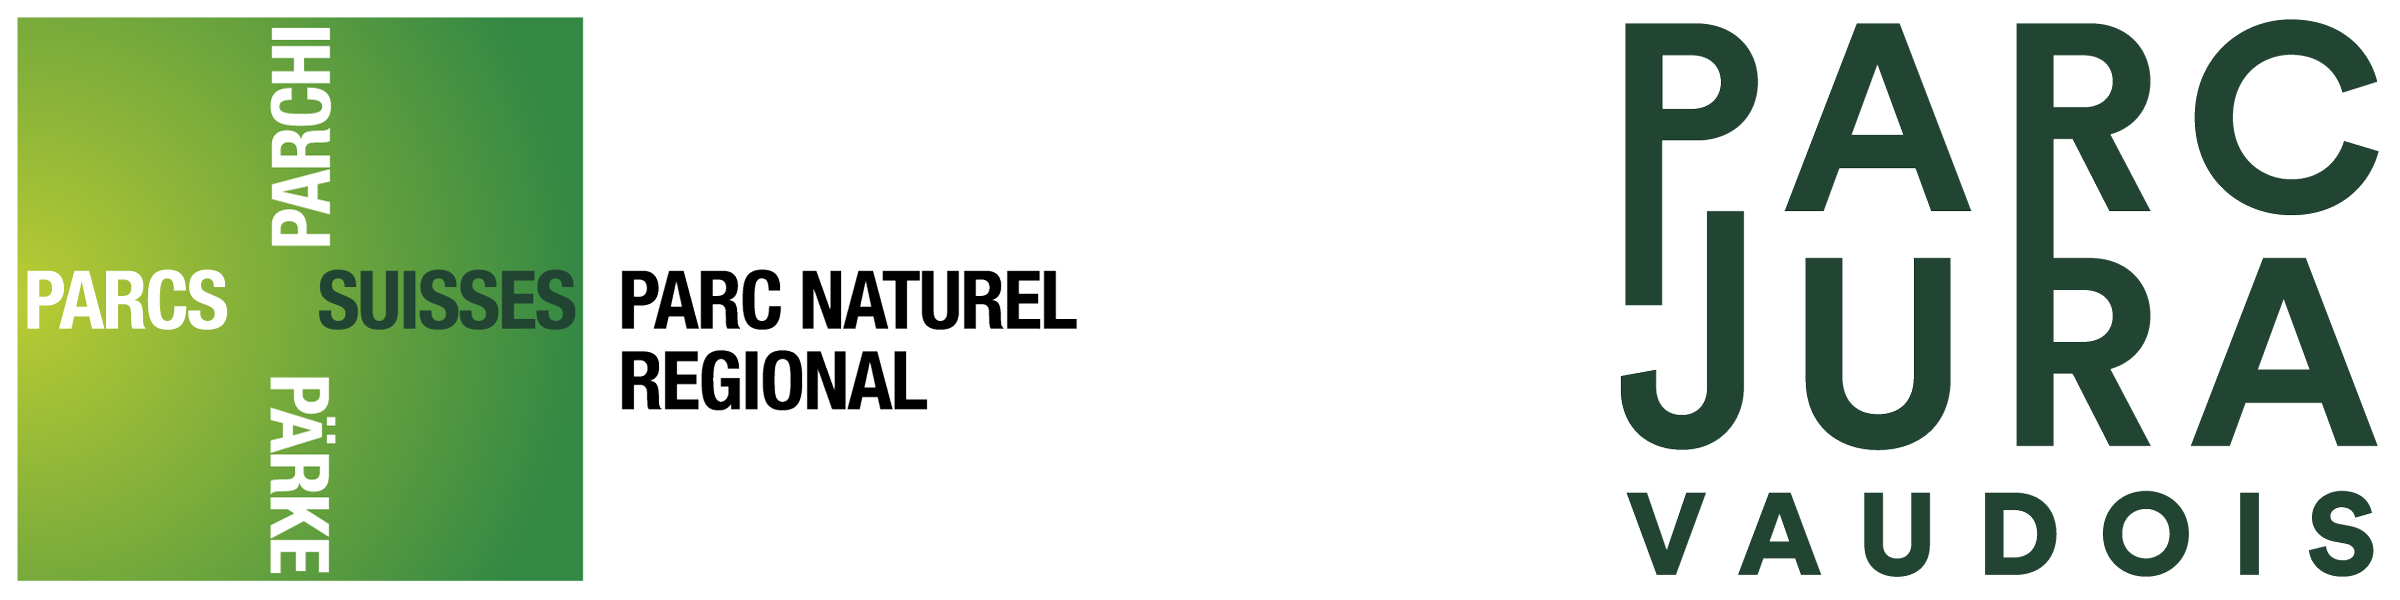 PARCHI
PARCS SUISSES
PÄRKE
PARC NATUREL
REGIONAL
PARC
JURA
VAUDOIS